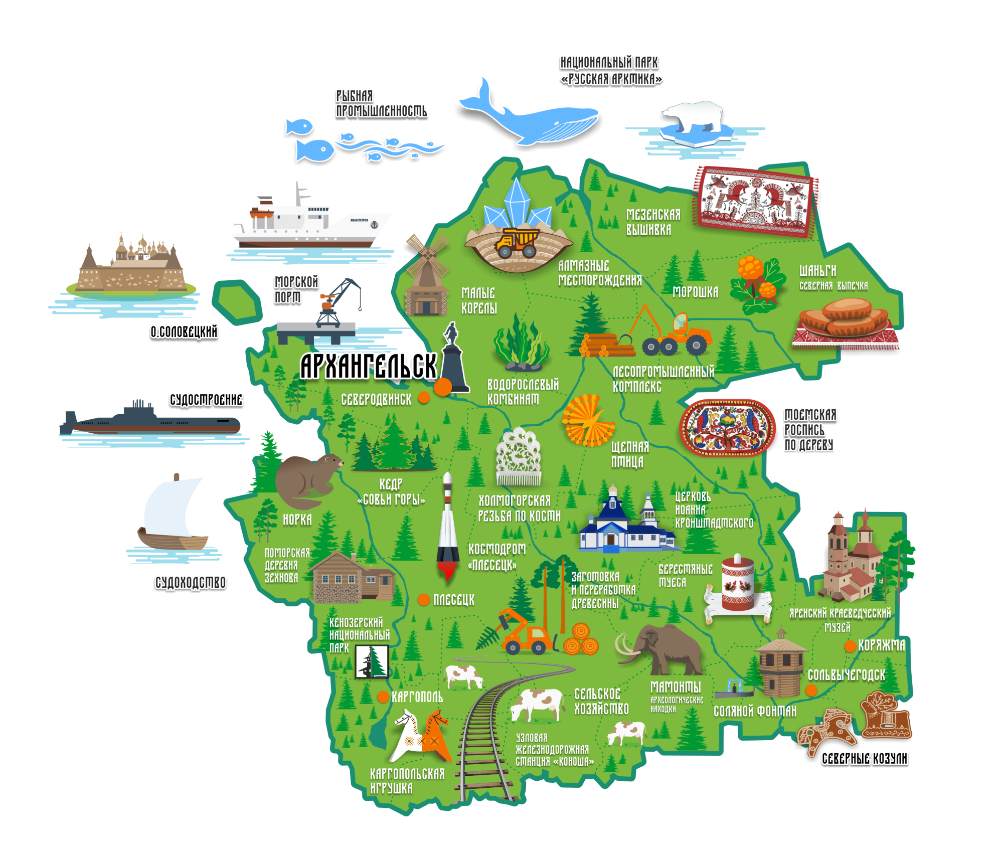 НАЦИОНАЛЬНЫЙ ПАРК
«РУССКАЯ АРКТИКА»
РЫБНАЯ
ПРОМЫШЛЕННОСТЬ
ИВАН ПЕТРОВ
МЕЗЕНСКАЯ
ВЫШИВКА
МОРСКОЙ
ПОРТ
АЛМАЗНЫЕ
МЕСТОРОЖДЕНИЯ
ШАНЬГИ
СЕВЕРНАЯ ВЫПЕЧКА
МАЛЫЕ
КОРЕЛЫ
МОРОШКА
О.СОЛОВЕЦКИЙ
АРХАНГЕЛЬСК
ВОДОРОСЛЕВЫЙ
КОМБИНАТ
ЛЕСОПРОМЫШЛЕННЫЙ
КОМПЛЕКС
СЕВЕРОДВИНСК
СУДОСТРОЕНИЕ
ТОЕМСКАЯ
РОСПИСЬ
ПО ДЕРЕВУ
ЩЕПНАЯ
ПТИЦА
КЕДР
«СОВЬИ ГОРЫ»
ХОЛМОГОРСКАЯ
РЕЗЬБА ПО КОСТИ
ЦЕРКОВЬ
ИОАННА
КРОНШТАДТСКОГО
НОРКА
КОСМОДРОМ
«ПЛЕСЕЦК»
ПОМОРСКАЯ
ДЕРЕВНЯ
ЗЕХНОВА
СУДОХОДСТВО
ЗАГОТОВКА
И ПЕРЕРАБОТКА
ДРЕВЕСИНЫ
БЕРЕСТЯНЫЕ
ТУЕСА
ПЛЕСЕЦК
ЯРЕНСКИЙ КРАЕВЕДЧЕСКИЙ
МУЗЕЙ
КЕНОЗЕРСКИЙ
НАЦИОНАЛЬНЫЙ
ПАРК
КОРЯЖМА
СОЛЬВЫЧЕГОДСК
КАРГОПОЛЬ
СЕЛЬСКОЕ
ХОЗЯЙСТВО
МАМОНТЫ
АРХЕОЛОГИЧЕСКИЕ
НАХОДКИ
СОЛЯНОЙ ФОНТАН
УЗЛОВАЯ
ЖЕЛЕЗНОДОРОЖНАЯ
СТАНЦИЯ «КОНОША»
СЕВЕРНЫЕ КОЗУЛИ
КАРГОПОЛЬСКАЯ
ИГРУШКА